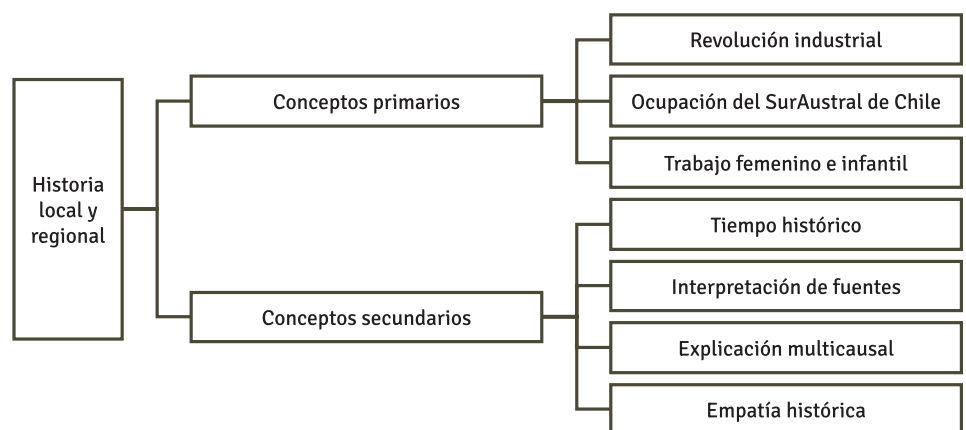 Historia
local y
regional
Conceptos primarios
Revolución industrial
Ocupación del SurAustral de Chile
Trabajo femenino e infantil
Conceptos secundarios
Tiempo histórico
Interpretación de fuentes
Explicación multicausal
Empatía histórica